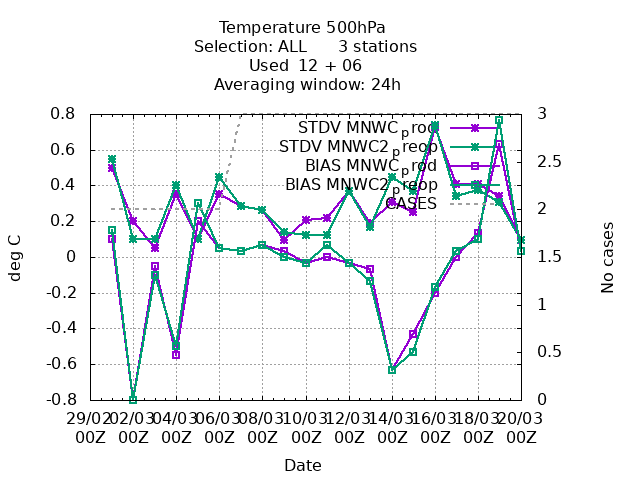 Temperature 500hPa
Selection: ALL 3 stations
Used 12 + 06
Averaging window: 24h
0.8
0.6
0.4
0.2
0
-0.2
-0.4
-0.6
-0.8
deg C
3
2.5
2
1.5
1
0.5
0
No cases
STDV MNWC_prod
STDV MNWC2_preop
BIAS MNWC_prod
BIAS MNWC2_preop
CASES
29/02 02/03 04/03 06/03 08/03 10/03 12/03 14/03 16/03 18/03 20/03
00Z 00Z 00Z 00Z 00Z 00Z 00Z 00Z 00Z 00Z 00Z
Date